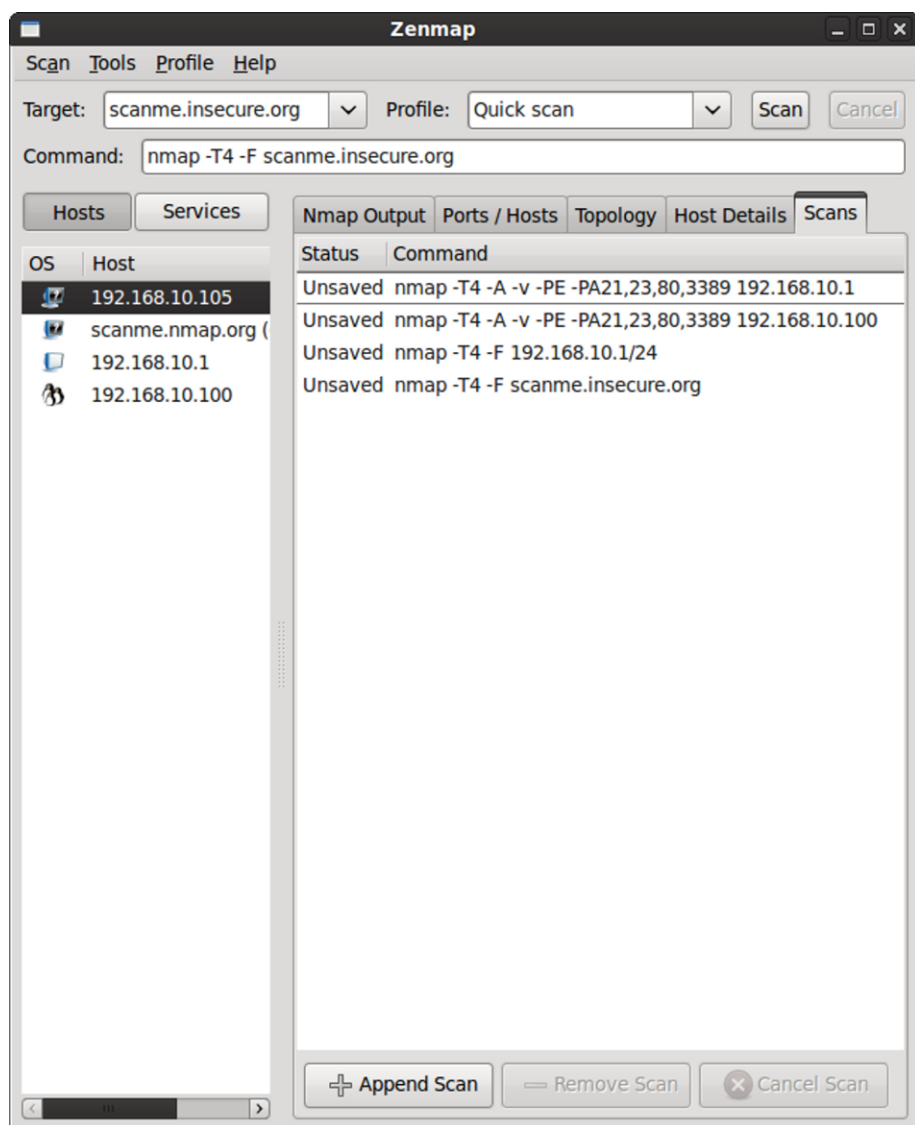 Zenmap
Scan Tools Profile Help
Target: scanme.insecure.org Profile: Quick scan Scan Cancel
Command: nmap -T4 -F scanme.insecure.org
Hosts Services
OS Host
192.168.10.105
scanme.nmap.org (
192.168.10.1
192.168.10.100
Nmap Output Ports / Hosts Topology Host Details Scans
Status Command
Unsaved nmap -T4 -A -v -PE -PA21,23,80,3389 192.168.10.1
Unsaved nmap -T4 -A -v -PE -PA21,23,80,3389 192.168.10.100
Unsaved nmap -T4 -F 192.168.10.1/24
Unsaved nmap -T4 -F scanme.insecure.org
Append Scan Remove Scan Cancel Scan